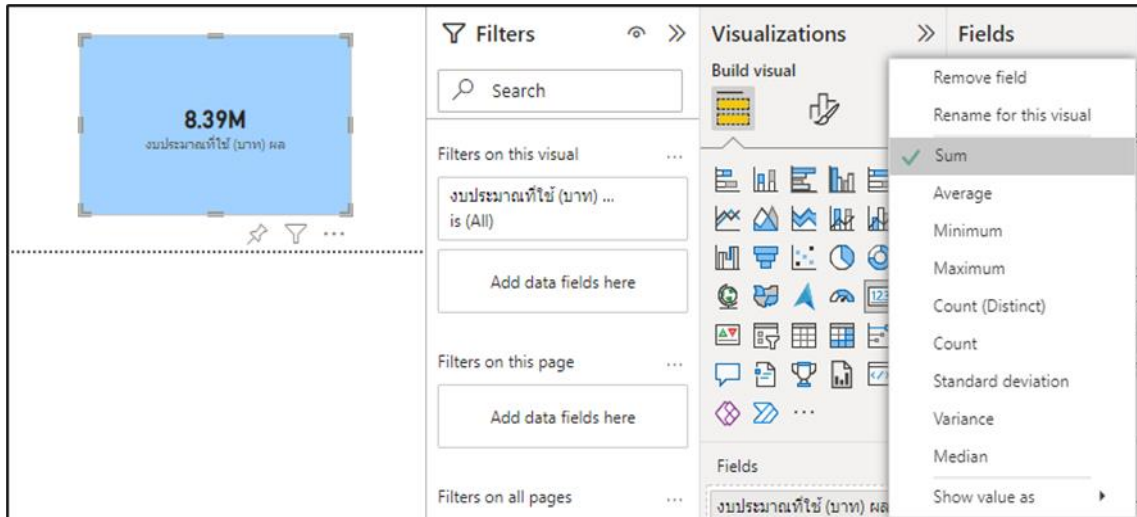 8.39M
งบประมาณที่ใช้ (บาท) ผล
Filters
Search
Filters on this visual
...
งบประมาณที่ใช้ (บาท) ...
is (All)
Add data fields here
Filters on this page
...
Add data fields here
Filters on all pages
...
Visualizations
Build visual
123
Fields
งบประมาณที่ใช้ (บาท) ผล
Fields
Remove field
Rename for this visual
Sum
Average
Minimum
Maximum
Count (Distinct)
Count
Standard deviation
Variance
Median
Show value as